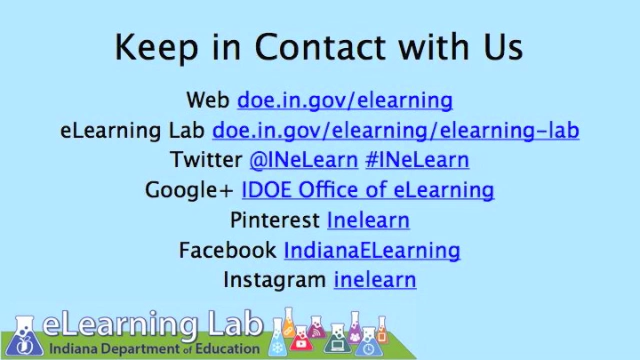 Keep in Contact with Us
Web doe.in.gov/elearning
eLearning Lab doe.in.gov/elearning/elearning-lab
Twitter @INeLearn #INeLearn
Google+ IDOE Office of eLearning
Pinterest Inelearn
Facebook IndianaELearning
Instagram inelearn
eLearning Lab
Indiana Department of Education